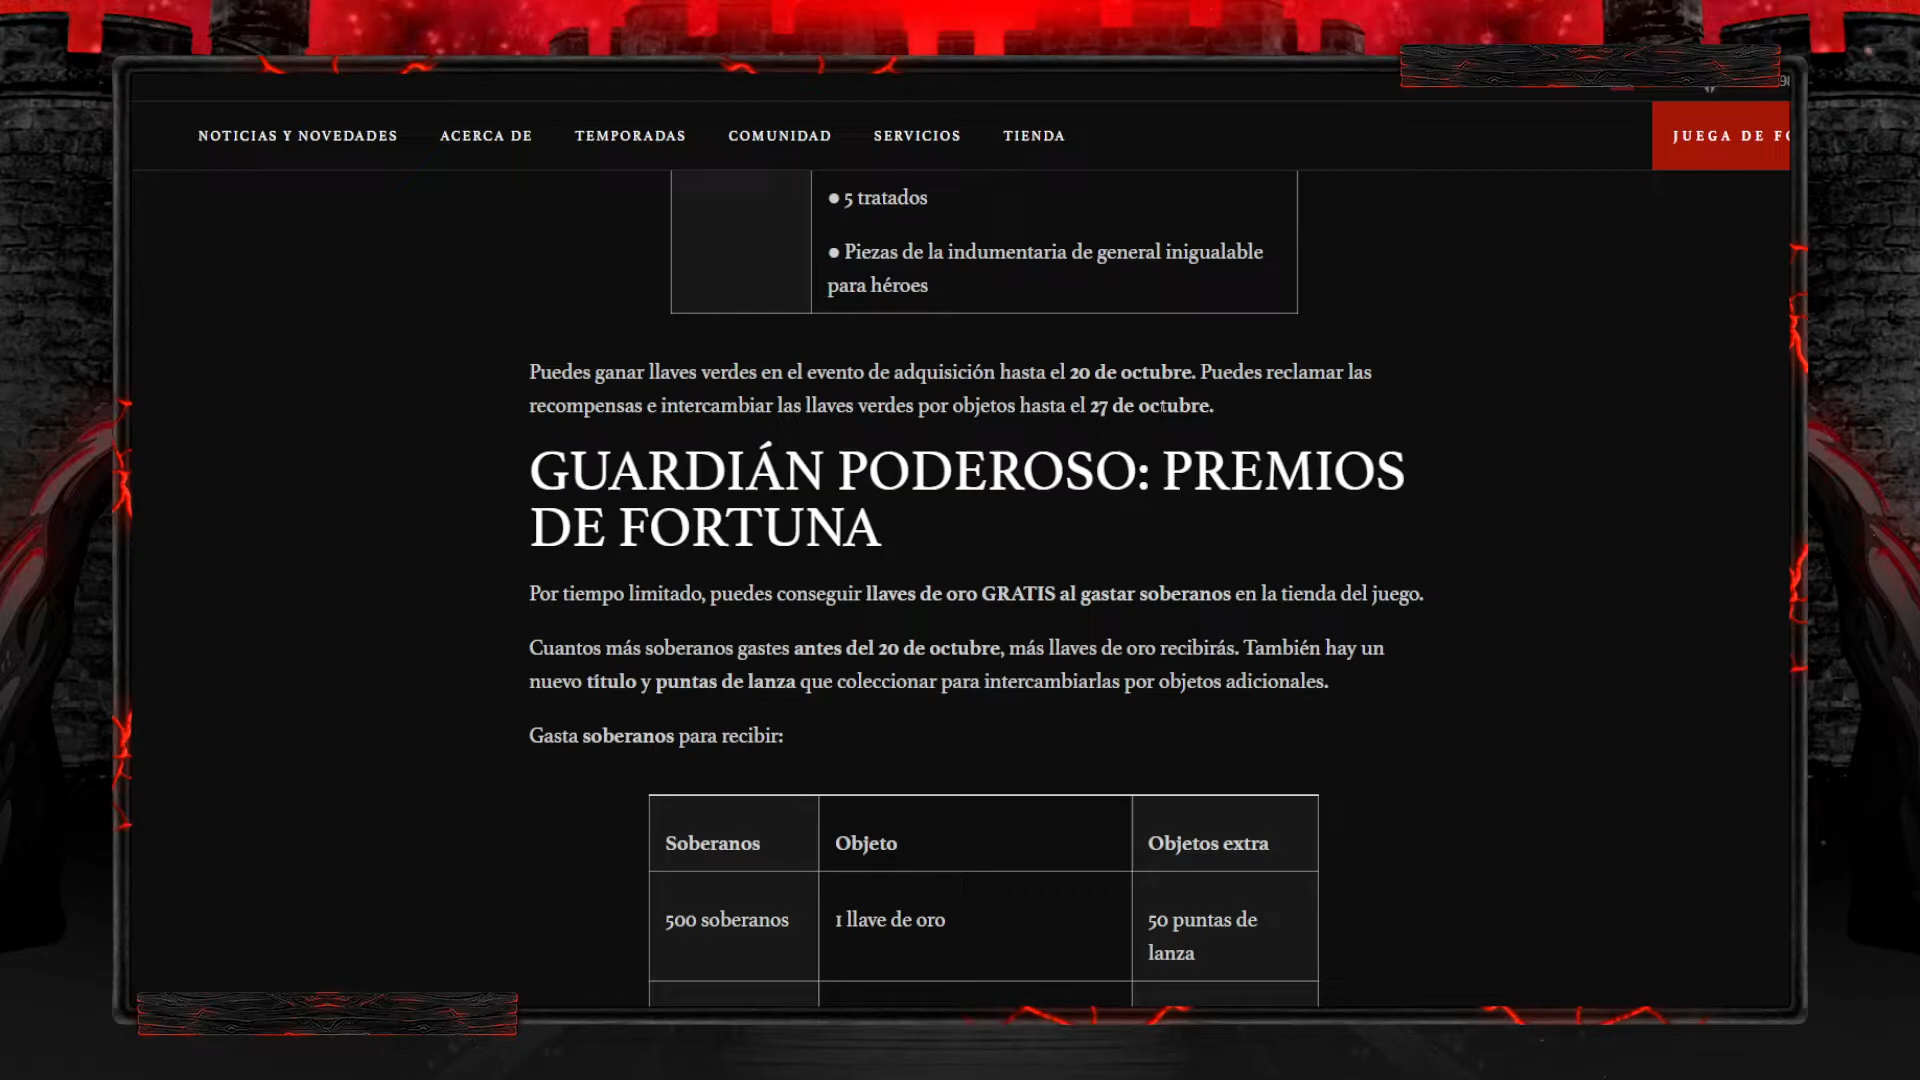 NOTICIAS Y NOVEDADES ACERCA DE TEMPORADAS COMUNIDAD SERVICIOS TIENDA JUEGA DE
● 5 tratados
● Piezas de la indumentaria de general inigualable
para héroes
Puedes ganar llaves verdes en el evento de adquisición hasta el 20 de octubre. Puedes reclamar las
recompensas e intercambiar las llaves verdes por objetos hasta el 27 de octubre.
GUARDIÁN PODEROSO: PREMIOS
DE FORTUNA
Por tiempo limitado, puedes conseguir llaves de oro GRATIS al gastar soberanos en la tienda del juego.
Cuantos más soberanos gastes antes del 20 de octubre, más llaves de oro recibirás. También hay un
nuevo título y puntas de lanza que coleccionar para intercambiarlas por objetos adicionales.
Gasta soberanos para recibir:
Soberanos Objeto Objetos extra
500 soberanos 1 llave de oro 50 puntas de
lanza